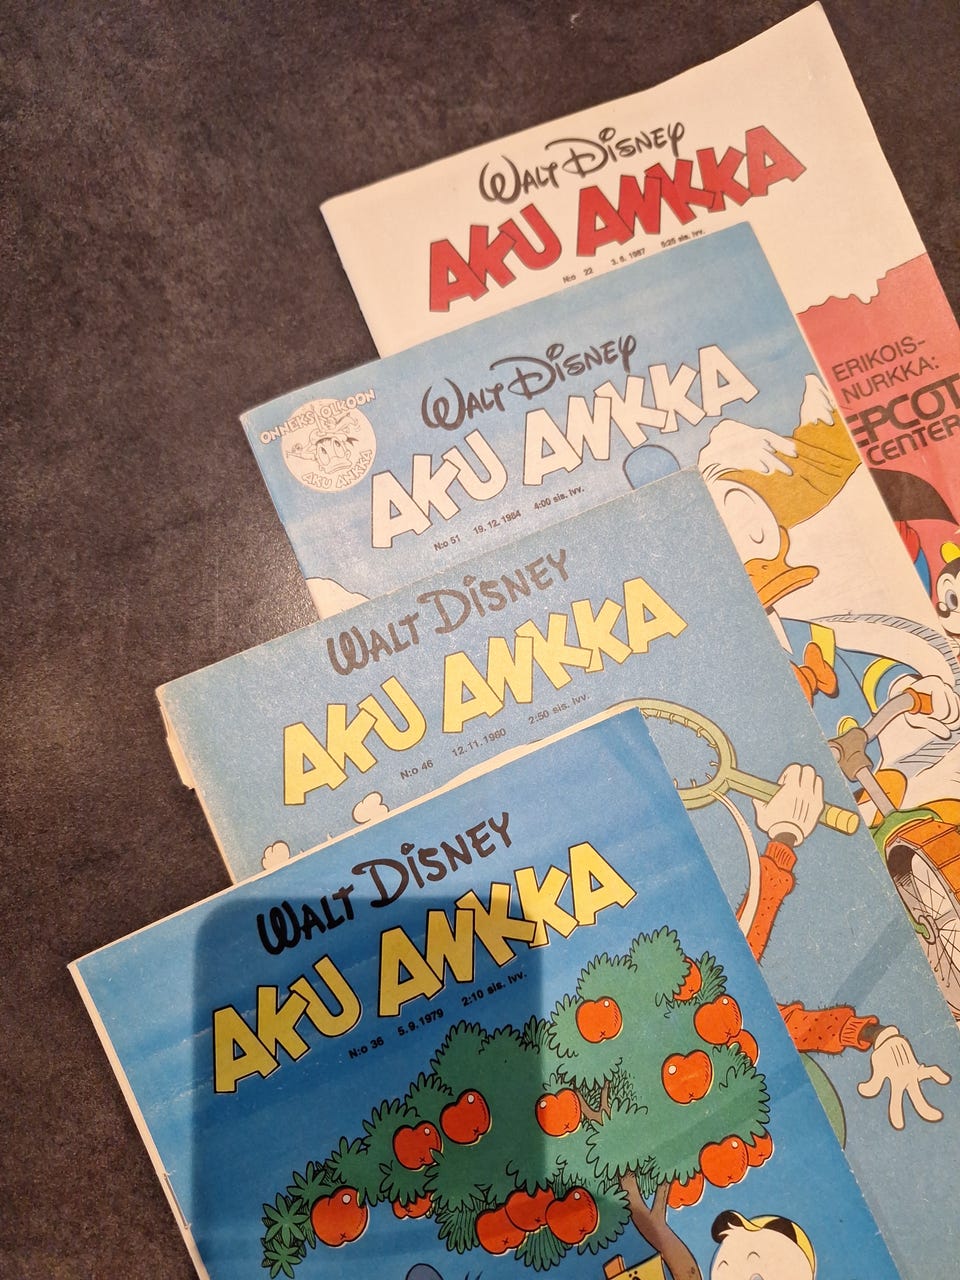 WALT DISNEY
AKU ANKKA
N:o 22 3. 6. 1987 5:25 sis. lvv.
ERIKOIS-
NURKKA:
EPCOT
CENTER
WALT DISNEY
AKU ANKKA
ONNEKSI OLKOON
AKU ANKKA
N:o 51 19. 12. 1984 4:00 sis. lvv.
WALT DISNEY
AKU ANKKA
N:o 46 12. 11. 1980 2:50 sis. lvv.
WALT DISNEY
AKU ANKKA
N:o 36 5. 9. 1979 2:10 sis. lvv.